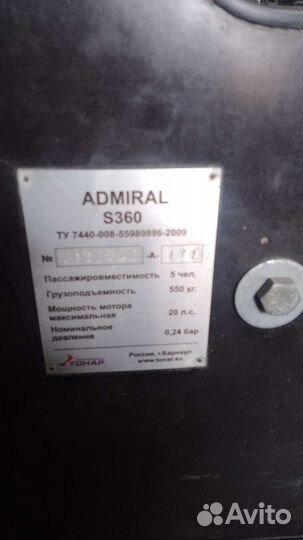 ADMIRAL
S360
ТУ 7440-008-55989896-2009
№ -А- 171
Пассажировместимость 5 чел.
Грузоподъемность 550 кг.
Мощность мотора
максимальная 20 л.с.
Номинальное
давление 0,24 бар
ТОНАР
Россия, г.Барнаул
www.tonar.su
Avito